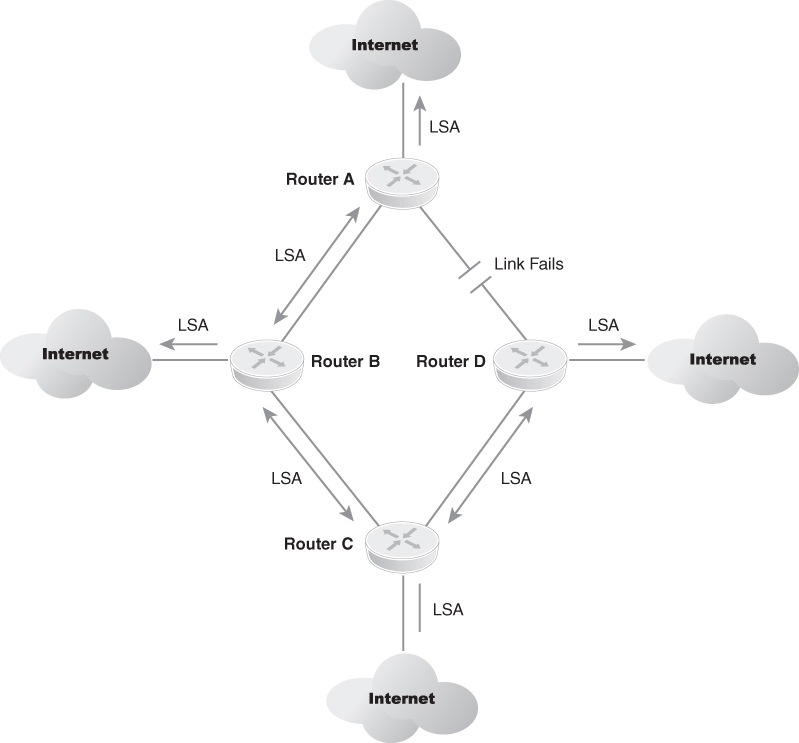 Internet
LSA
Router A
LSA
Link Fails
LSA
LSA
Internet
Router B
Router D
Internet
LSA
LSA
Router C
LSA
Internet